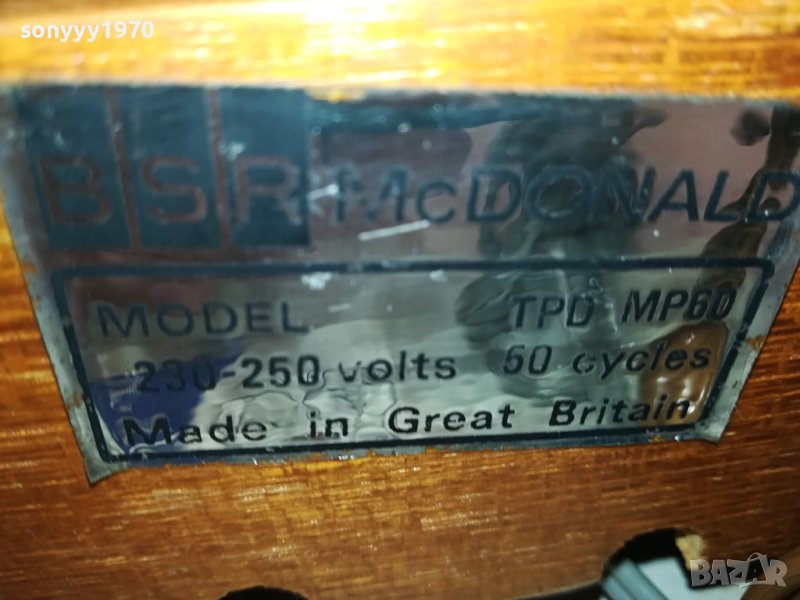 sonyyy1970
BSR McDONALD
MODEL TPD MP60
230-250 volts 50 cycles
Made in Great Britain
BAZAR